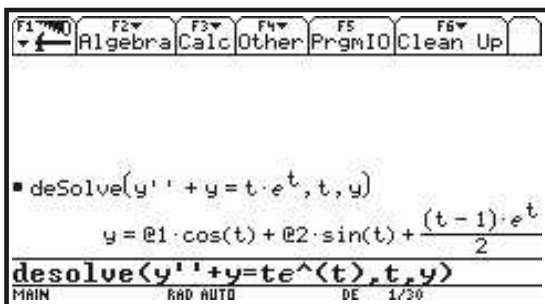 F1 F2 F3 F4 F5 F6
Algebra Calc Other PrgmIO Clean Up
deSolve(y'' + y = t·e^t, t, y)
y = @1·cos(t) + @2·sin(t) + (t - 1)·e^t / 2
desolve(y''+y=te^(t),t,y)
MAIN RAD AUTO DE 1/30